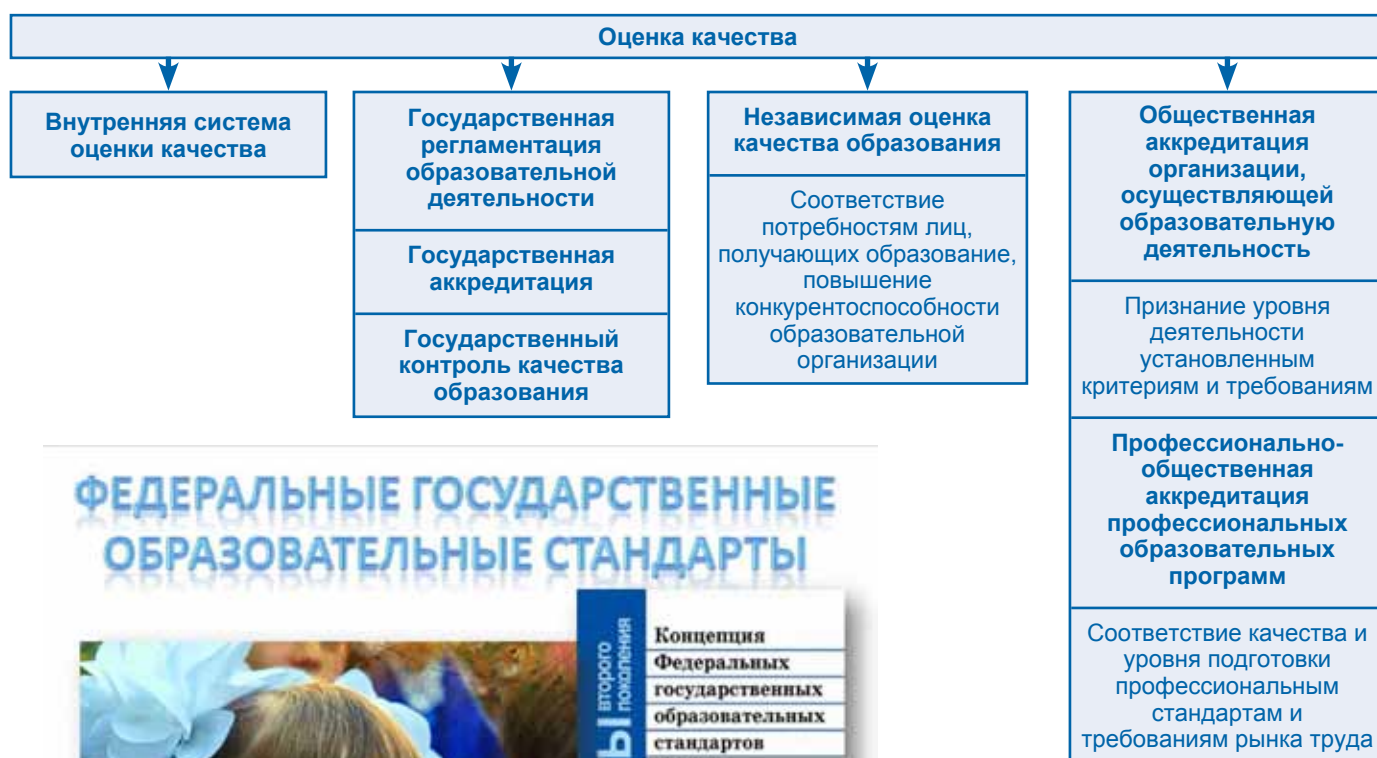 Оценка качества
Внутренняя система
оценки качества
Государственная
регламентация
образовательной
деятельности
Государственная
аккредитация
Государственный
контроль качества
образования
Независимая оценка
качества образования
Соответствие
потребностям лиц,
получающих образование,
повышение
конкурентоспособности
образовательной
организации
Общественная
аккредитация
организации,
осуществляющей
образовательную
деятельность
Признание уровня
деятельности
установленным
критериям и требованиям
Профессионально-
общественная
аккредитация
профессиональных
образовательных
программ
Соответствие качества и
уровня подготовки
профессиональным
стандартам и
требованиям рынка труда
ФЕДЕРАЛЬНЫЕ ГОСУДАРСТВЕННЫЕ
ОБРАЗОВАТЕЛЬНЫЕ СТАНДАРТЫ
второго
поколения
Концепция
Федеральных
государственных
образовательных
стандартов